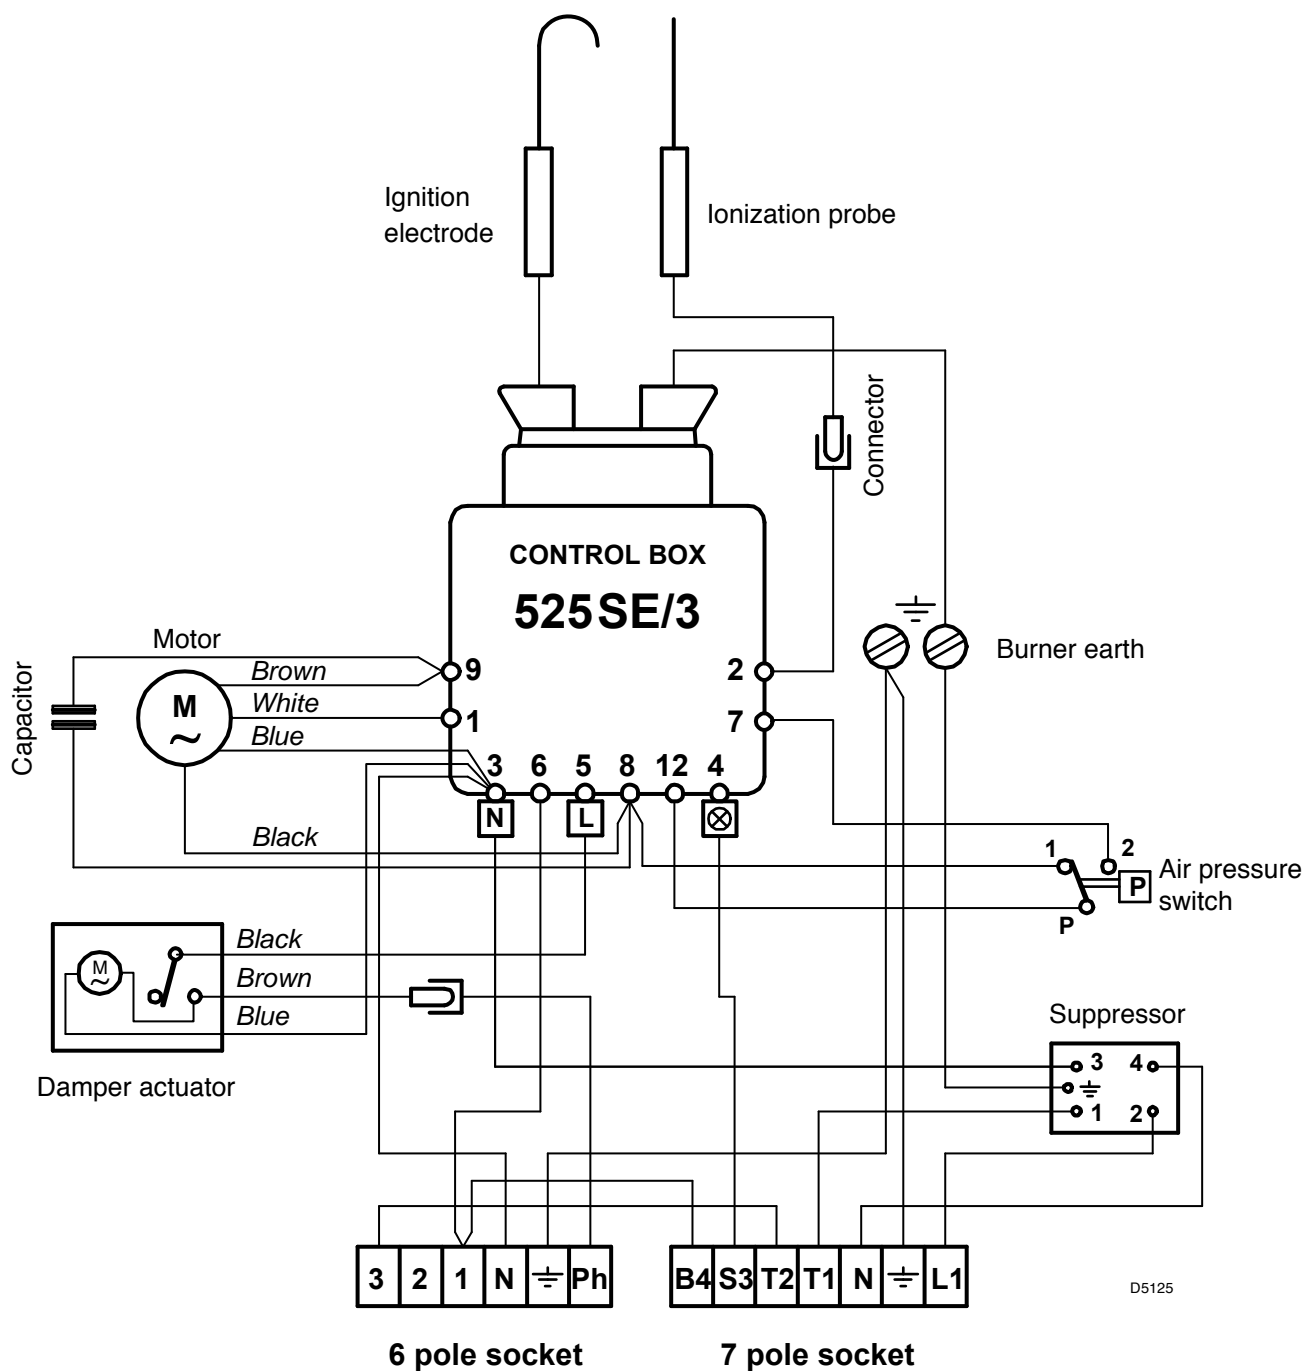 Ignition
electrode
Ionization probe
Connector
CONTROL BOX
525 SE/3
Burner earth
Motor
Capacitor
M
~
Brown
White
Blue
Black
9
1
2
7
3 6 5 8 12 4
N L
1 2
P
P
Air pressure
switch
M
~
Black
Brown
Blue
Damper actuator
Suppressor
3 4
1 2
3 2 1 N Ph
B4 S3 T2 T1 N L1
D5125
6 pole socket
7 pole socket